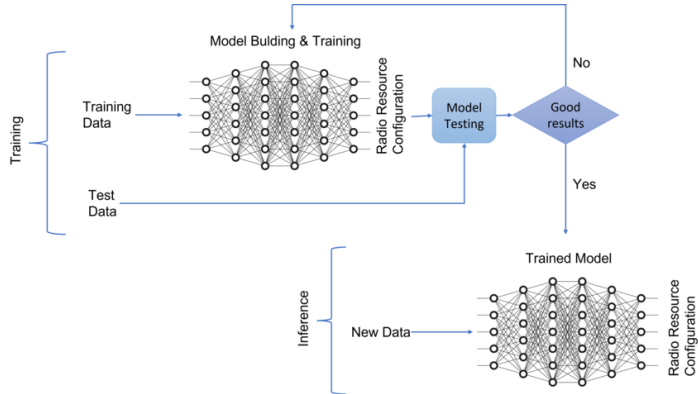 Model Bulding & Training
No
Training
Data
Radio Resource
Configuration
Model
Testing
Good
results
Training
Test
Data
Yes
Trained Model
Inference
New Data
Radio Resource
Configuration